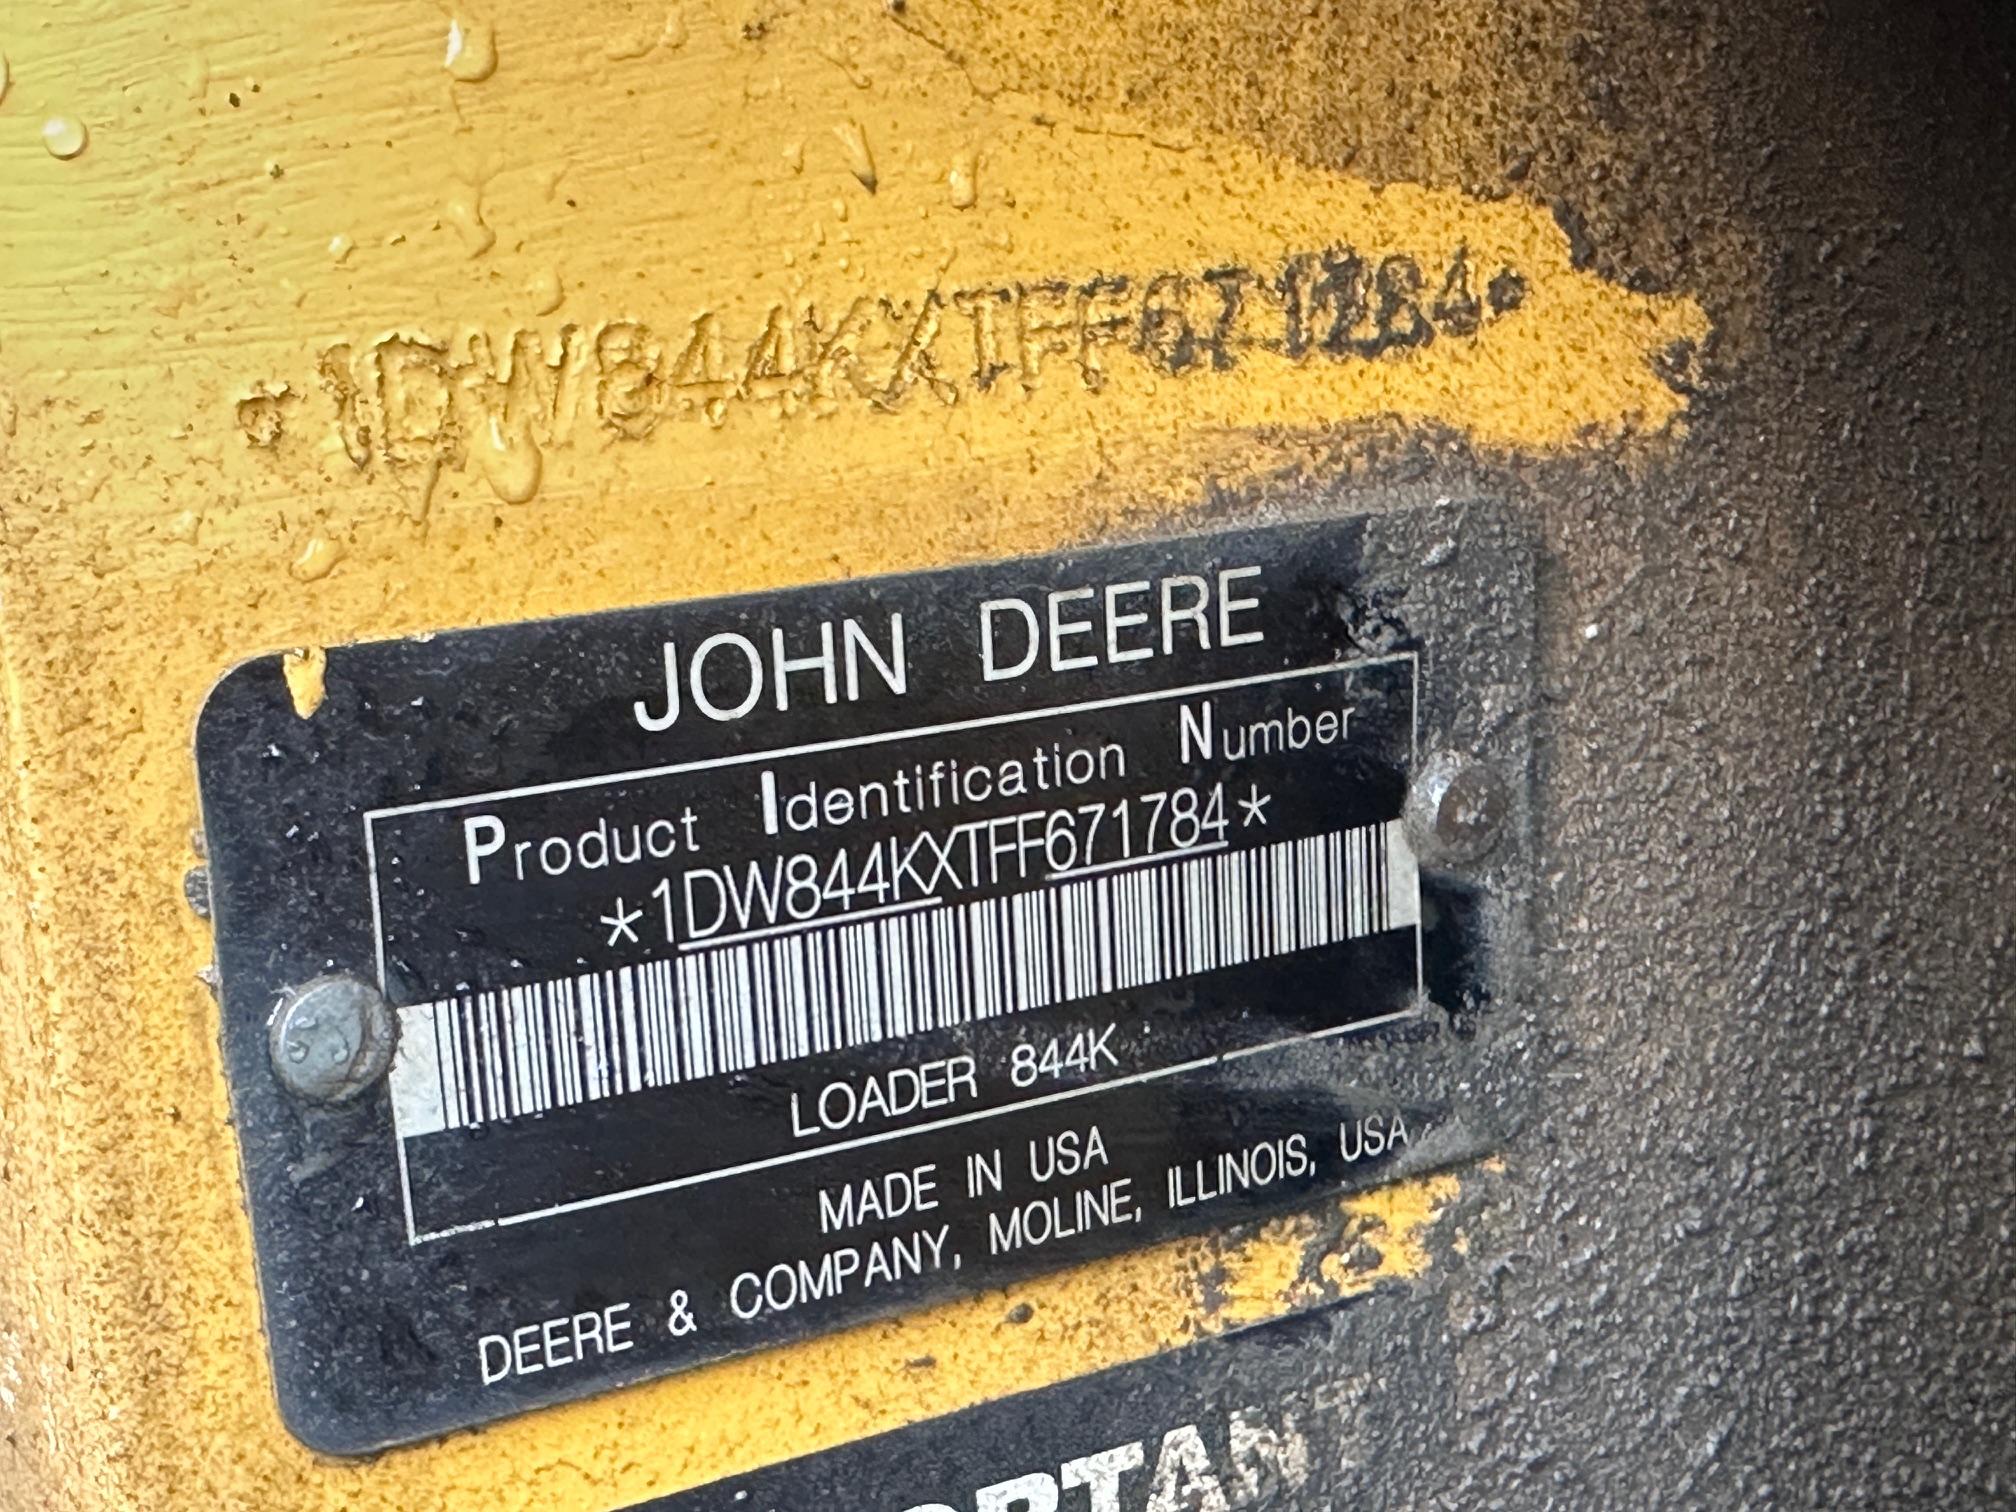 1DW844KXTFF671784
JOHN DEERE
Product Identification Number
*1DW844KXTFF671784*
LOADER 844K
MADE IN USA
DEERE & COMPANY, MOLINE, ILLINOIS, USA